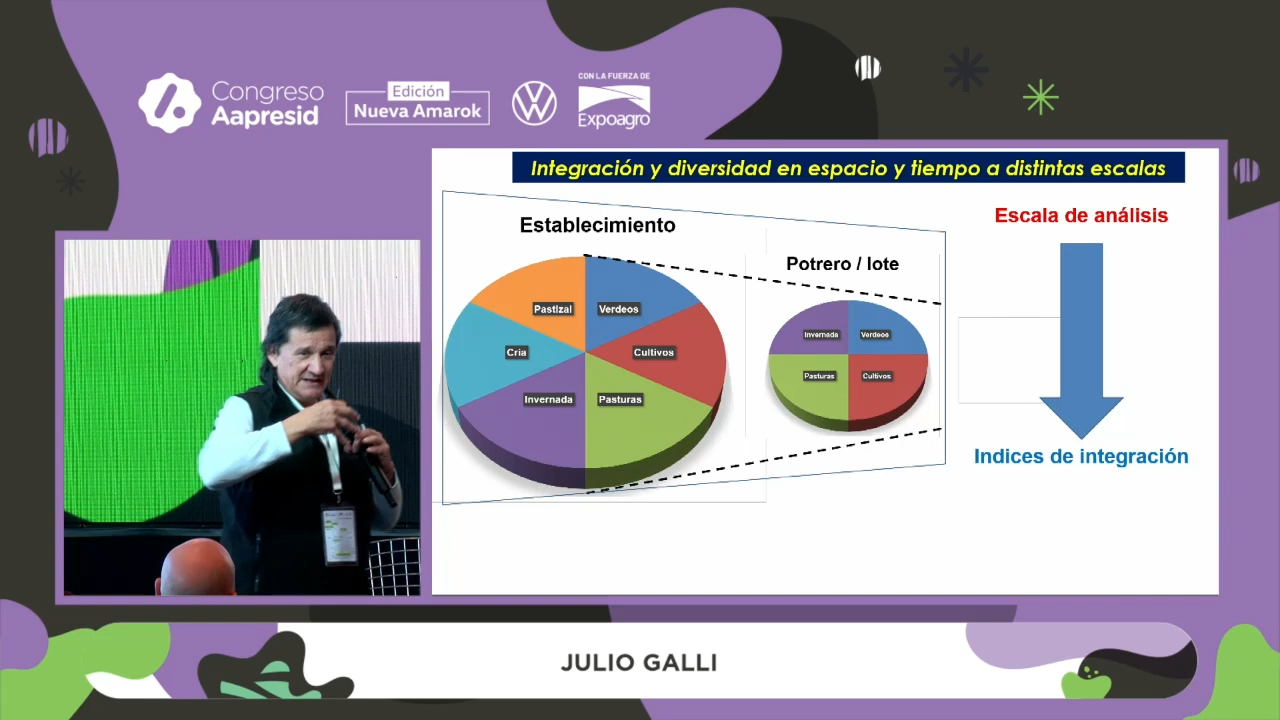 Congreso
Aapresid
Edición
Nueva Amarok
CON LA FUERZA DE
Expoagro
Integración y diversidad en espacio y tiempo a distintas escalas
Establecimiento
Pastizal
Verdeos
Cria
Cultivos
Invernada
Pasturas
Potrero / lote
Invernada
Verdeos
Pasturas
Cultivos
Escala de análisis
Indices de integración
JULIO GALLI